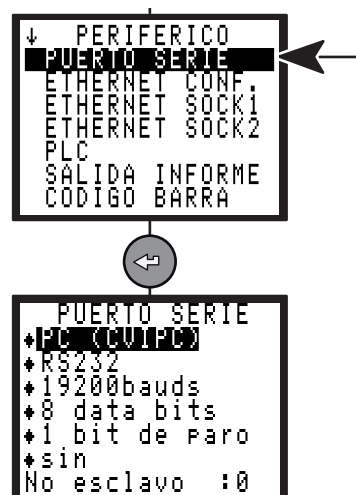 ↓ PERIFERICO
PUERTO SERIE
ETHERNET CONF.
ETHERNET SOCK1
ETHERNET SOCK2
PLC
SALIDA INFORME
CODIGO BARRA
PUERTO SERIE
♦PC (CVIPC)
♦RS232
♦19200bauds
♦8 data bits
♦1 bit de paro
♦sin
No esclavo :0